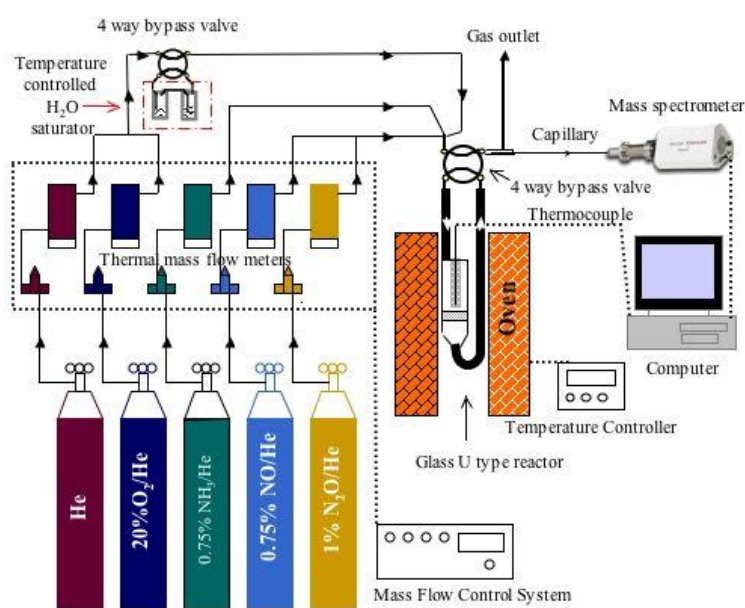 4 way bypass valve
Gas outlet
Temperature
controlled
H₂O
saturator
Mass spectrometer
Capillary
4 way bypass valve
Thermocouple
Thermal mass flow meters
Oven
Computer
Temperature Controller
Glass U type reactor
He
20%O₂/He
0.75% NH₃/He
0.75% NO/He
1% N₂O/He
Mass Flow Control System